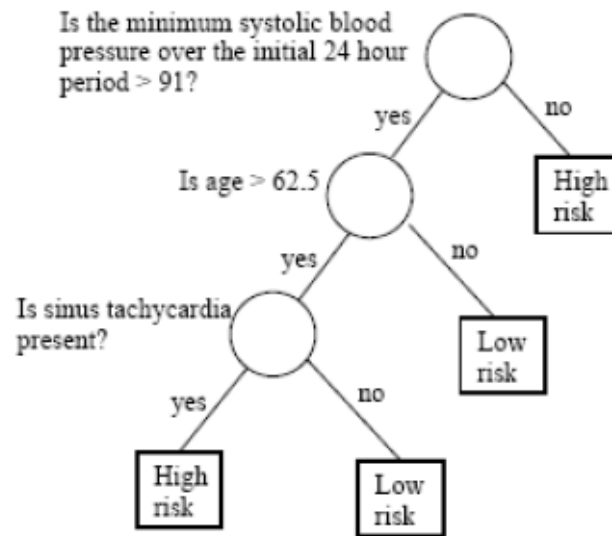 Is the minimum systolic blood
pressure over the initial 24 hour
period > 91?
yes
no
Is age > 62.5
High
risk
yes
no
Is sinus tachycardia
present?
Low
risk
yes
no
High
risk
Low
risk